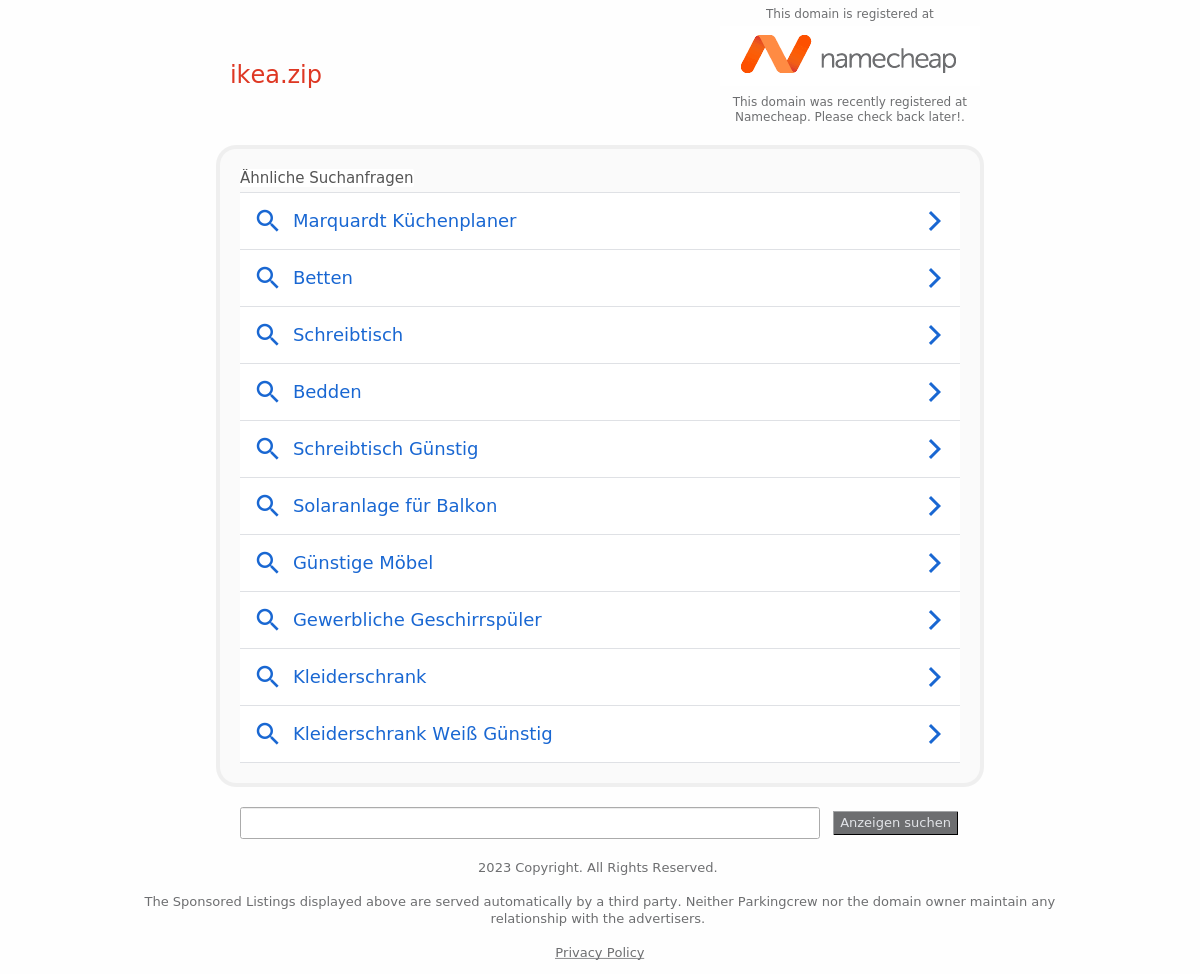 This domain is registered at
namecheap
ikea.zip
This domain was recently registered at
Namecheap. Please check back later!.
Ähnliche Suchanfragen
Marquardt Küchenplaner
Betten
Schreibtisch
Bedden
Schreibtisch Günstig
Solaranlage für Balkon
Günstige Möbel
Gewerbliche Geschirrspüler
Kleiderschrank
Kleiderschrank Weiß Günstig
Anzeigen suchen
2023 Copyright. All Rights Reserved.
The Sponsored Listings displayed above are served automatically by a third party. Neither Parkingcrew nor the domain owner maintain any
relationship with the advertisers.
Privacy Policy